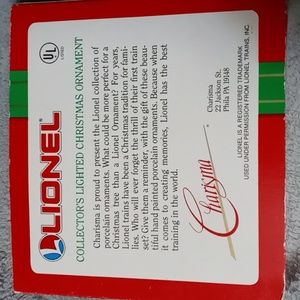 UL
LISTED
LIONEL
COLLECTOR'S LIGHTED CHRISTMAS ORNAMENT
Charisma is proud to present the Lionel collection of
porcelain ornaments. What could be more perfect for a
Christmas tree than a Lionel Ornament? For years,
Lionel trains have been a Christmas tradition for fami-
lies. Who will ever forget the thrill of their first train
set? Give them a reminder, with the gift of these beau-
tiful handpainted porcelain ornaments. Because when
it comes to creating memories, Lionel has the best
training in the world.
Charisma
Charisma
22 Jackson St.
Phila PA 19148
LIONEL IS A REGISTERED TRADEMARK
USED UNDER PERMISSION FROM LIONEL TRAINS, INC.